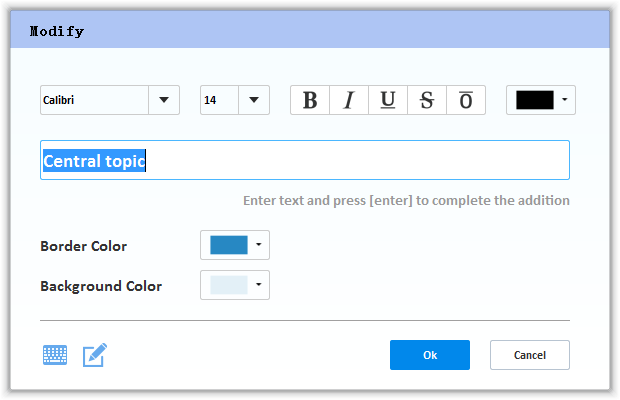 Modify
Calibri 14 B I U S O
Central topic
Enter text and press [enter] to complete the addition
Border Color
Background Color
Ok Cancel